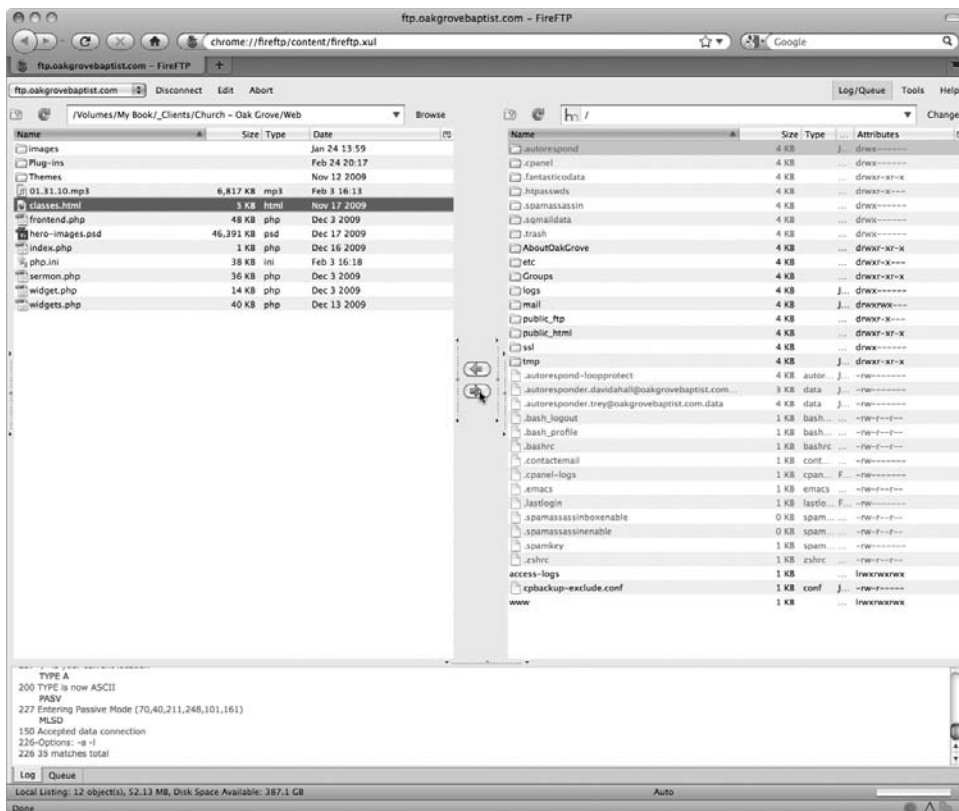 ftp.oakgrovebaptist.com - FireFTP
chrome://fireftp/content/fireftp.xul
Google
ftp.oakgrovebaptist.com - FireFTP +
ftp.oakgrovebaptist.com Disconnect Edit Abort Log/Queue Tools Help
/Volumes/My Book/_Clients/Church - Oak Grove/Web Browse
/ Change
Name Size Type Date
images Jan 24 13:59
Plug-ins Feb 24 20:17
Themes Nov 12 2009
01.31.10.mp3 6,817 KB mp3 Feb 3 16:13
classes.html 5 KB html Nov 17 2009
frontend.php 48 KB php Dec 3 2009
hero-images.psd 46,391 KB psd Dec 17 2009
index.php 1 KB php Dec 16 2009
php.ini 38 KB ini Feb 3 16:18
sermon.php 36 KB php Dec 3 2009
widget.php 14 KB php Dec 3 2009
widgets.php 40 KB php Dec 13 2009
Name Size Type ... Attributes
.autorespond 4 KB J... drwx------
.cpanel 4 KB ... drwx------
.fantasticodata 4 KB ... drwxr-xr-x
.htpasswds 4 KB ... drwxr-x---
.spamassassin 4 KB ... drwx------
.sqmaildata 4 KB ... drwx------
.trash 4 KB ... drwx------
AboutOakGrove 4 KB ... drwxr-xr-x
etc 4 KB ... drwxr-x---
Groups 4 KB ... drwxr-xr-x
logs 4 KB J... drwx------
mail 4 KB J... drwxrwx---
public_ftp 4 KB ... drwxr-x---
public_html 4 KB ... drwxr-xr-x
ssl 4 KB ... drwx------
tmp 4 KB J... drwxr-xr-x
.autorespond-loopprotect 4 KB autor... J... -rw-------
.autoresponder.davidahall@oakgrovebaptist.com... 3 KB data J... -rw-------
.autoresponder.trey@oakgrovebaptist.com.data 4 KB data J... -rw-------
.bash_logout 1 KB bash... ... -rw-r--r--
.bash_profile 1 KB bash... ... -rw-r--r--
.bashrc 1 KB bashrc ... -rw-r--r--
.contactemail 1 KB cont... ... -rw-------
.cpanel-logs 1 KB cpan... F... -rw-------
.emacs 1 KB emacs ... -rw-r--r--
.lastlogin 1 KB lastlo... F... -rw-------
.spamassassinboxenable 0 KB spam... ... -rw-r--r--
.spamassassinenable 0 KB spam... ... -rw-r--r--
.spamkey 1 KB spam... ... -rw-------
.zshrc 1 KB zshrc ... -rw-r--r--
access-logs 1 KB ... lrwxrwxrwx
cpbackup-exclude.conf 1 KB conf J... -rw-r-----
www 1 KB ... lrwxrwxrwx
TYPE A
200 TYPE is now ASCII
PASV
227 Entering Passive Mode (70,40,211,248,101,161)
MLSD
150 Accepted data connection
226-Options: -a -l
226 35 matches total
Log Queue
Local Listing: 12 object(s), 52.13 MB, Disk Space Available: 387.1 GB Auto
Done